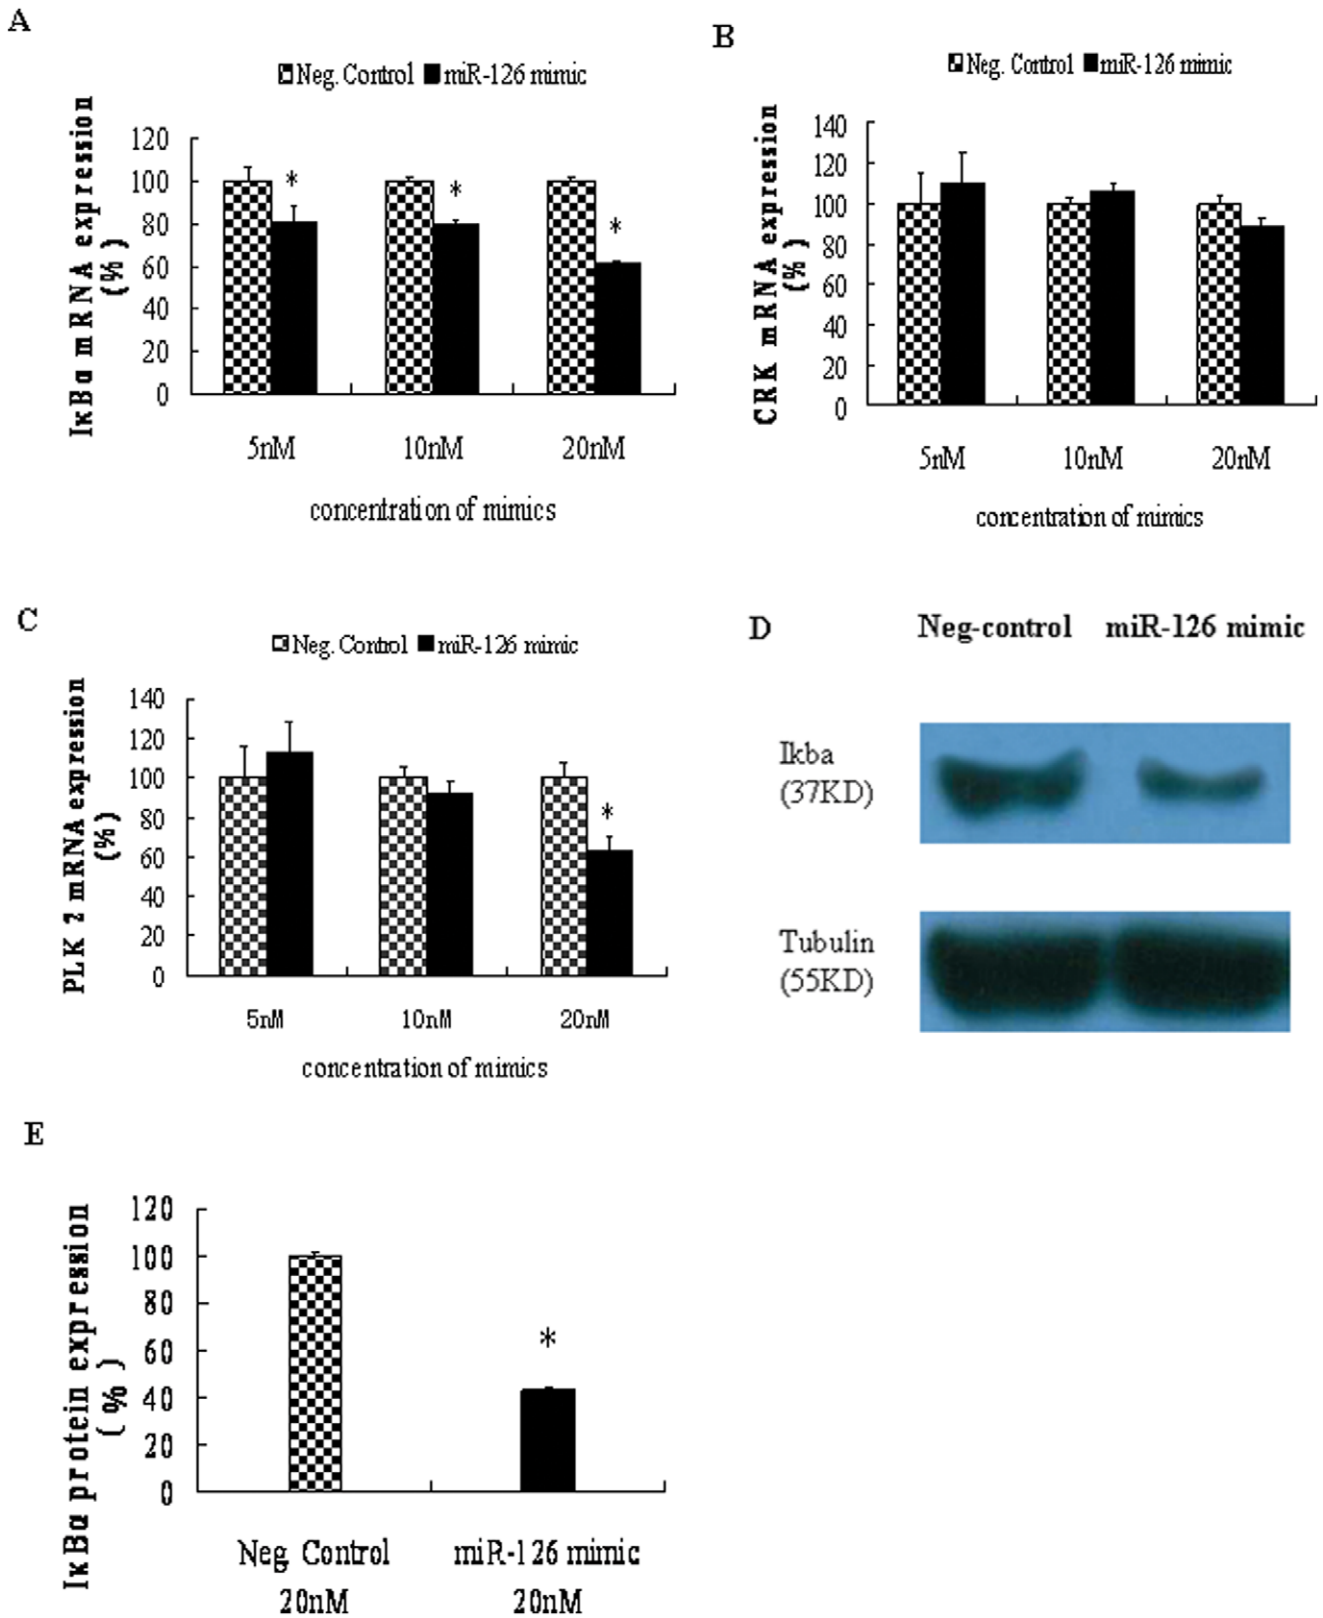 A
Neg. Control miR-126 mimic
IκBα mRNA expression
(%)
120
100
80
60
40
20
0
* * *
5nM 10nM 20nM
concentration of mimics
B
Neg. Control miR-126 mimic
CRK mRNA expression
(%)
140
120
100
80
60
40
20
0
5nM 10nM 20nM
concentration of mimics
C
Neg. Control miR-126 mimic
PLK 2 mRNA expression
(%)
140
120
100
80
60
40
20
0
*
5nM 10nM 20nM
concentration of mimics
D
Neg-control miR-126 mimic
Ikba
(37KD)
Tubulin
(55KD)
E
IκBα protein expression
(%)
120
100
80
60
40
20
0
*
Neg. Control miR-126 mimic
20nM 20nM